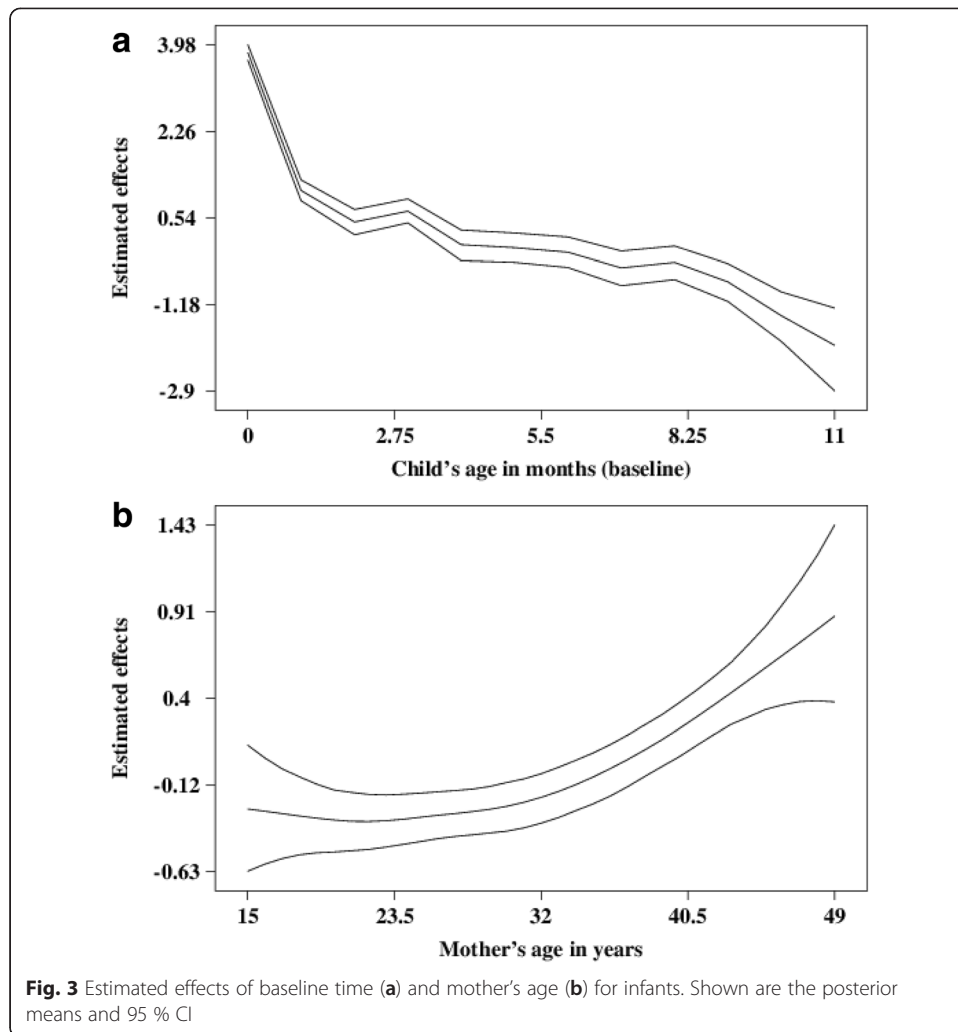 a
3.98
2.26
0.54
-1.18
-2.9
Estimated effects
0 2.75 5.5 8.25 11
Child's age in months (baseline)
b
1.43
0.91
0.4
-0.12
-0.63
Estimated effects
15 23.5 32 40.5 49
Mother's age in years
Fig. 3 Estimated effects of baseline time (a) and mother's age (b) for infants. Shown are the posterior
means and 95 % CI